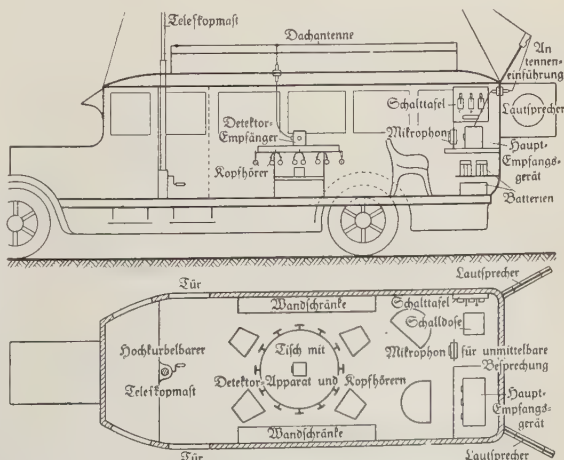 Teleskopmast
Dachantenne
An
tennen=
einführung
Schalttafel
Lautsprecher
Detektor=
Empfänger
Mikrophon
Haupt=
Empfangs=
gerät
Kopfhörer
Batterien
Tür
Lautsprecher
Wandschränke
Schalttafel
Schalldose
Hochkurbelbarer
Tisch mit
Mikrophon
für unmittelbare
Besprechung
Teleskopmast
Detektor=Apparat und Kopfhörern
Haupt=
Empfangs=
gerät
Wandschränke
Tür
Lautsprecher